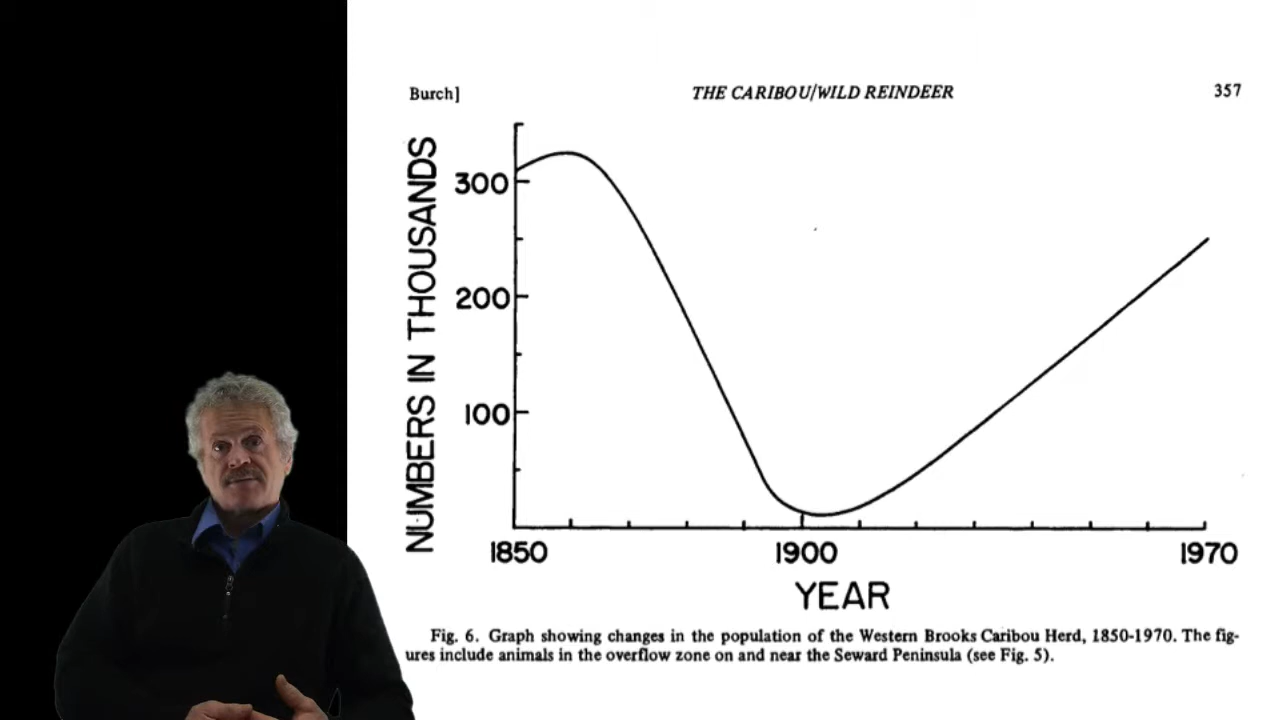 Burch] THE CARIBOU/WILD REINDEER 357
NUMBERS IN THOUSANDS
300
200
100
1850 1900 1970
YEAR
Fig. 6. Graph showing changes in the population of the Western Brooks Caribou Herd, 1850-1970. The fig-
ures include animals in the overflow zone on and near the Seward Peninsula (see Fig. 5).